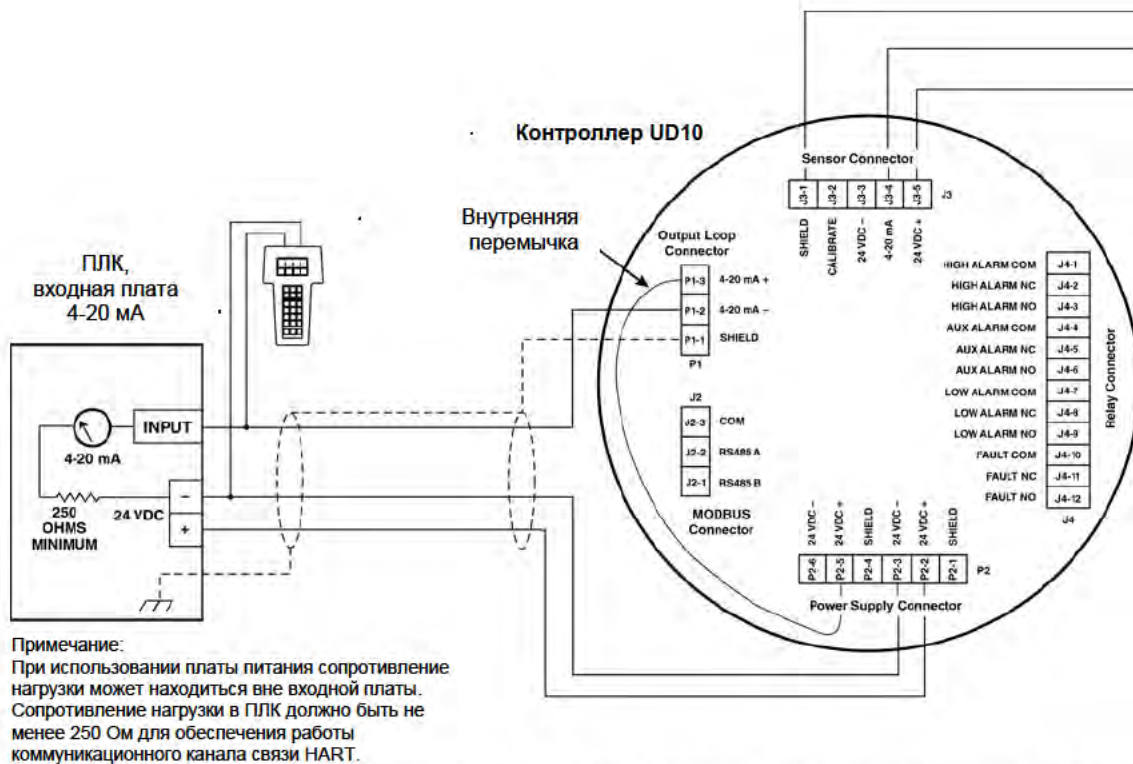 Контроллер UD10
Sensor Connector
J3-1
J3-2
J3-3
J3-4
J3-5
J3
SHIELD
CALIBRATE
24 VDC −
4-20 mA
24 VDC +
Внутренняя
перемычка
Output Loop
Connector
P1-3 4-20 mA +
P1-2 4-20 mA −
P1-1 SHIELD
P1
J2
J2-3 COM
J2-2 RS485 A
J2-1 RS485 B
MODBUS
Connector
HIGH ALARM COM J4-1
HIGH ALARM NC J4-2
HIGH ALARM NO J4-3
AUX ALARM COM J4-4
AUX ALARM NC J4-5
AUX ALARM NO J4-6
LOW ALARM COM J4-7
LOW ALARM NC J4-8
LOW ALARM NO J4-9
FAULT COM J4-10
FAULT NC J4-11
FAULT NO J4-12
J4
Relay Connector
24 VDC −
24 VDC +
SHIELD
24 VDC −
24 VDC +
SHIELD
P2-6
P2-5
P2-4
P2-3
P2-2
P2-1
P2
Power Supply Connector
ПЛК,
входная плата
4-20 мА
INPUT
4-20 mA
−
24 VDC
+
250
OHMS
MINIMUM
Примечание:
При использовании платы питания сопротивление
нагрузки может находиться вне входной платы.
Сопротивление нагрузки в ПЛК должно быть не
менее 250 Ом для обеспечения работы
коммуникационного канала связи HART.